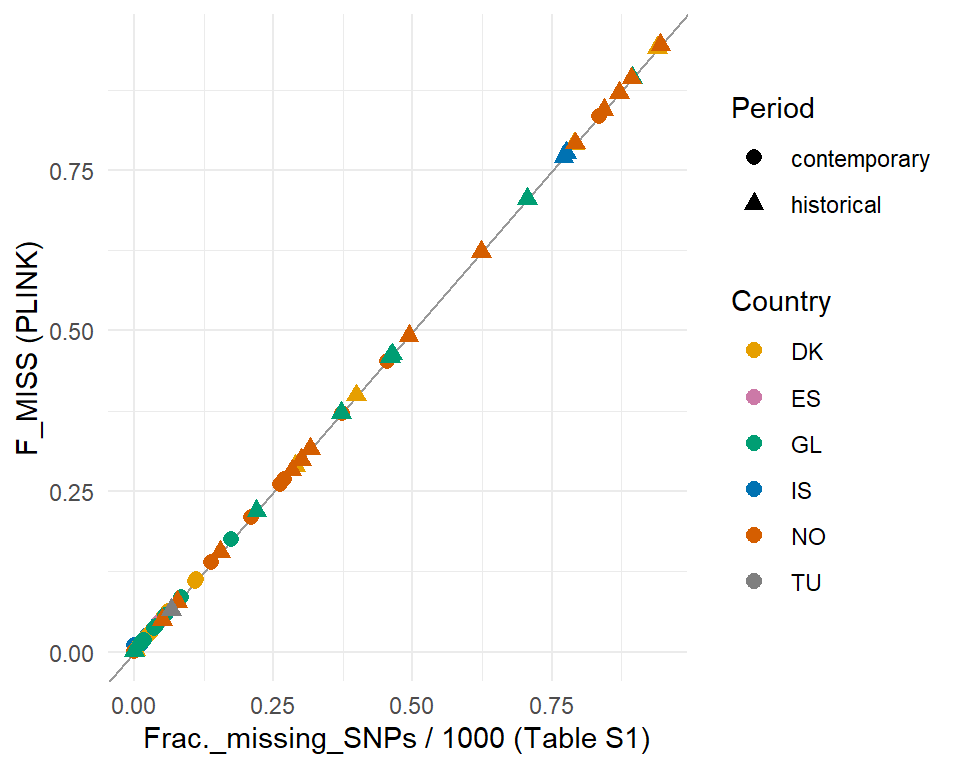 F_MISS (PLINK)
0.75
0.50
0.25
0.00
0.00 0.25 0.50 0.75
Frac._missing_SNPs / 1000 (Table S1)
Period
contemporary
historical
Country
DK
ES
GL
IS
NO
TU